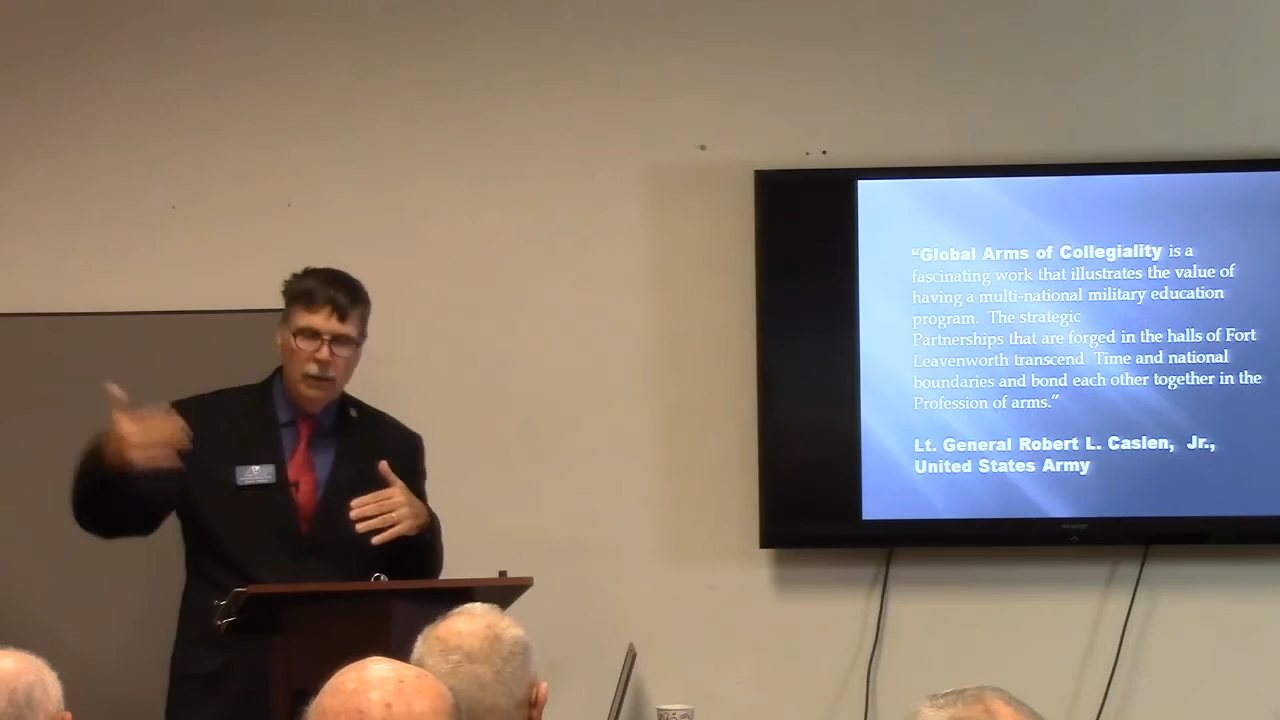 “Global Arms of Collegiality is a
fascinating work that illustrates the value of
having a multi-national military education
program. The strategic
Partnerships that are forged in the halls of Fort
Leavenworth transcend Time and national
boundaries and bond each other together in the
Profession of arms.”
Lt. General Robert L. Caslen, Jr.,
United States Army